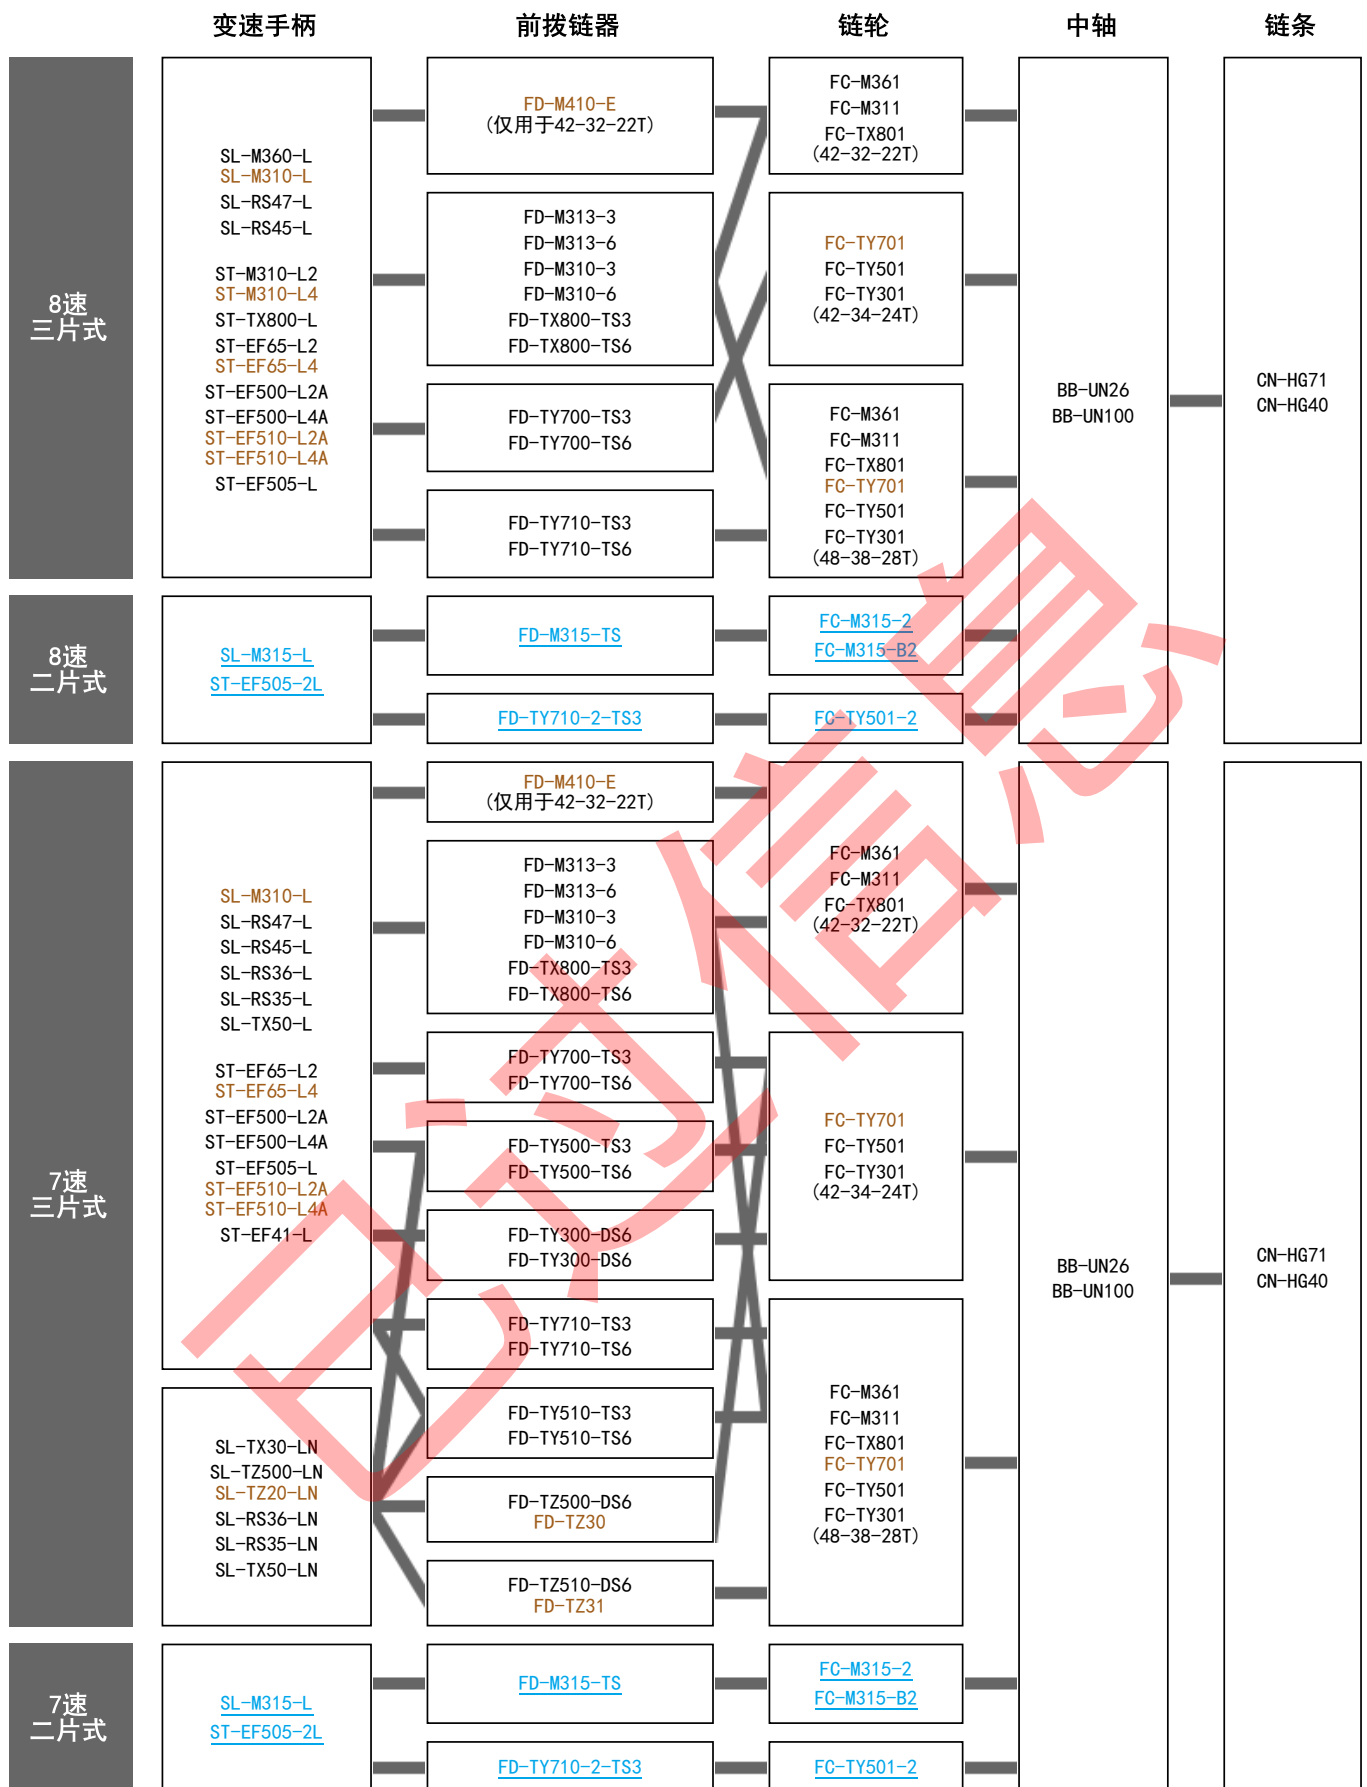 变速手柄
前拨链器
链轮
中轴
链条
8速
三片式
SL-M360-L
SL-M310-L
SL-RS47-L
SL-RS45-L
ST-M310-L2
ST-M310-L4
ST-TX800-L
ST-EF65-L2
ST-EF65-L4
ST-EF500-L2A
ST-EF500-L4A
ST-EF510-L2A
ST-EF510-L4A
ST-EF505-L
FD-M410-E
(仅用于42-32-22T)
FD-M313-3
FD-M313-6
FD-M310-3
FD-M310-6
FD-TX800-TS3
FD-TX800-TS6
FD-TY700-TS3
FD-TY700-TS6
FD-TY710-TS3
FD-TY710-TS6
FC-M361
FC-M311
FC-TX801
(42-32-22T)
FC-TY701
FC-TY501
FC-TY301
(42-34-24T)
FC-M361
FC-M311
FC-TX801
FC-TY701
FC-TY501
FC-TY301
(48-38-28T)
BB-UN26
BB-UN100
CN-HG71
CN-HG40
8速
二片式
SL-M315-L
ST-EF505-2L
FD-M315-TS
FD-TY710-2-TS3
FC-M315-2
FC-M315-B2
FC-TY501-2
7速
三片式
SL-M310-L
SL-RS47-L
SL-RS45-L
SL-RS36-L
SL-RS35-L
SL-TX50-L
ST-EF65-L2
ST-EF65-L4
ST-EF500-L2A
ST-EF500-L4A
ST-EF505-L
ST-EF510-L2A
ST-EF510-L4A
ST-EF41-L
SL-TX30-LN
SL-TZ500-LN
SL-TZ20-LN
SL-RS36-LN
SL-RS35-LN
SL-TX50-LN
FD-M410-E
(仅用于42-32-22T)
FD-M313-3
FD-M313-6
FD-M310-3
FD-M310-6
FD-TX800-TS3
FD-TX800-TS6
FD-TY700-TS3
FD-TY700-TS6
FD-TY500-TS3
FD-TY500-TS6
FD-TY300-DS6
FD-TY300-DS6
FD-TY710-TS3
FD-TY710-TS6
FD-TY510-TS3
FD-TY510-TS6
FD-TZ500-DS6
FD-TZ30
FD-TZ510-DS6
FD-TZ31
FC-M361
FC-M311
FC-TX801
(42-32-22T)
FC-TY701
FC-TY501
FC-TY301
(42-34-24T)
FC-M361
FC-M311
FC-TX801
FC-TY701
FC-TY501
FC-TY301
(48-38-28T)
BB-UN26
BB-UN100
CN-HG71
CN-HG40
7速
二片式
SL-M315-L
ST-EF505-2L
FD-M315-TS
FD-TY710-2-TS3
FC-M315-2
FC-M315-B2
FC-TY501-2
已过信息